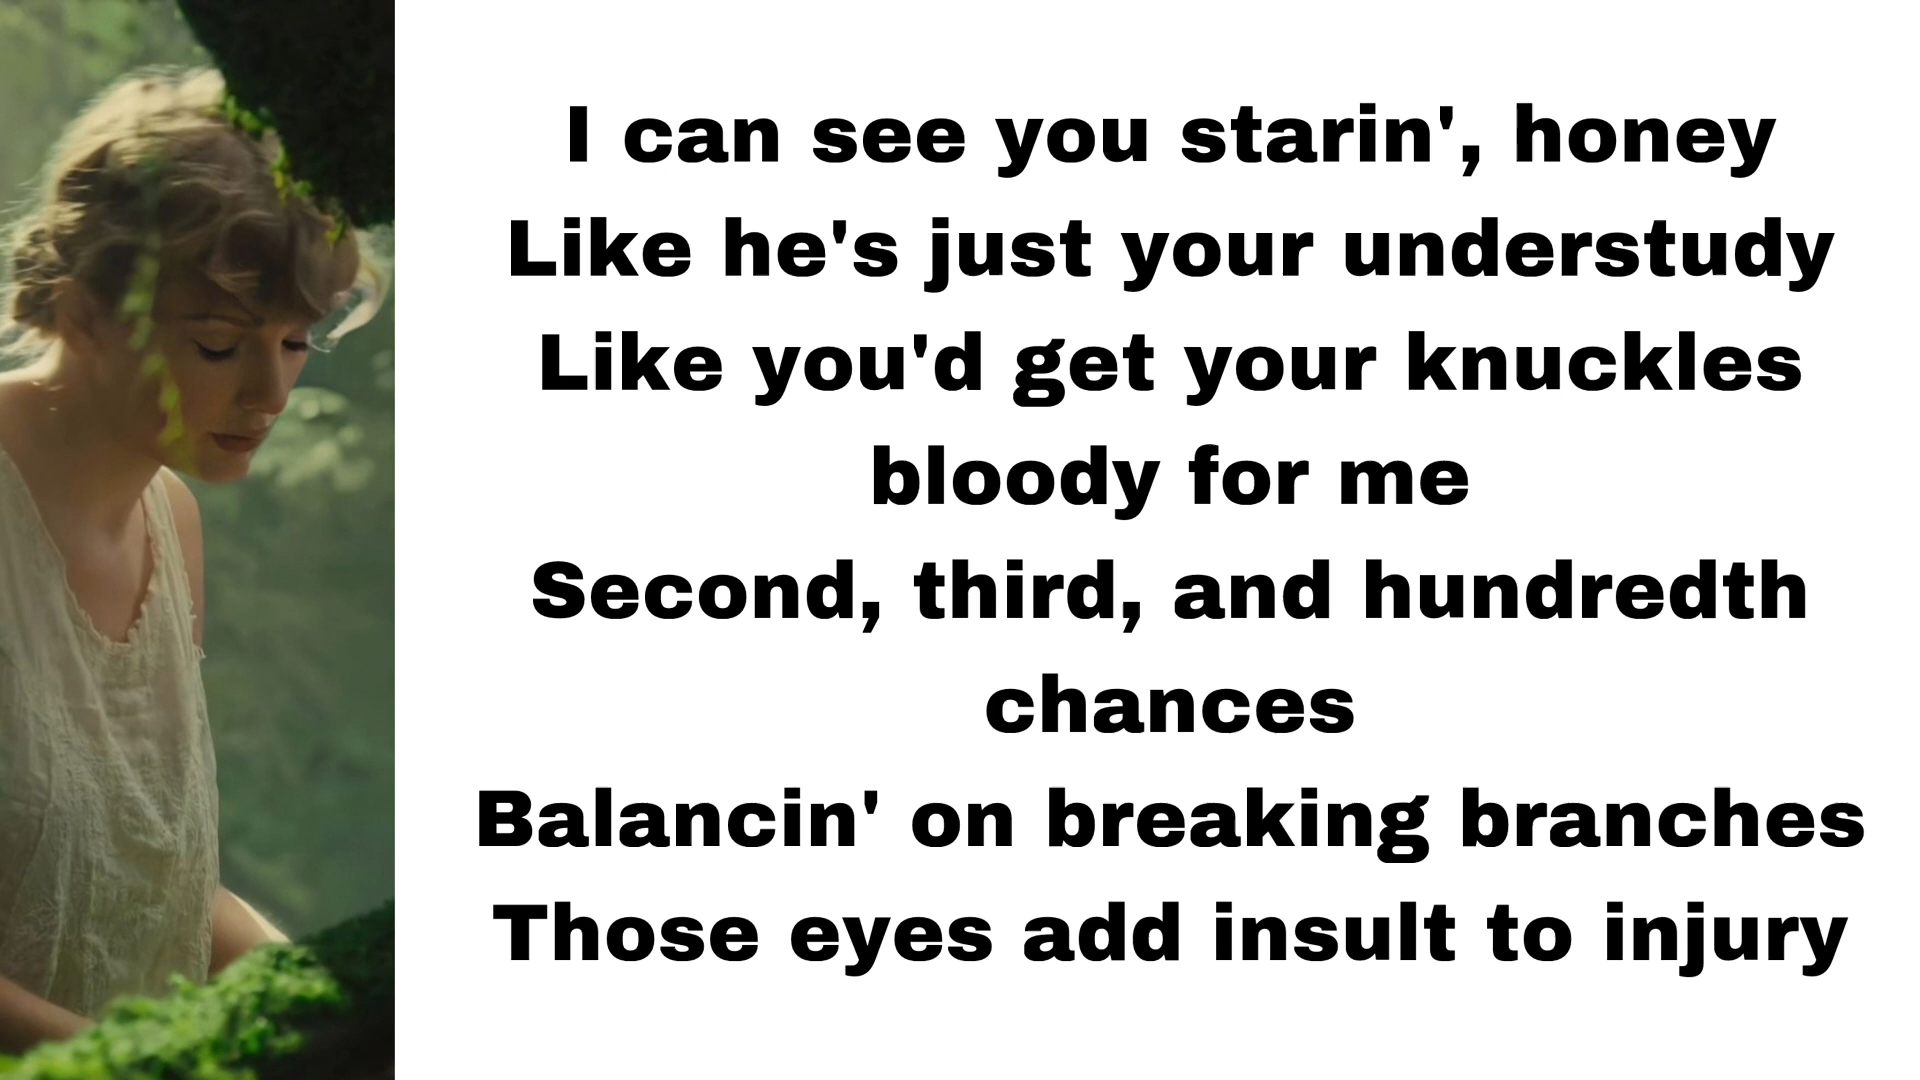 I can see you starin', honey
Like he's just your understudy
Like you'd get your knuckles
bloody for me
Second, third, and hundredth
chances
Balancin' on breaking branches
Those eyes add insult to injury